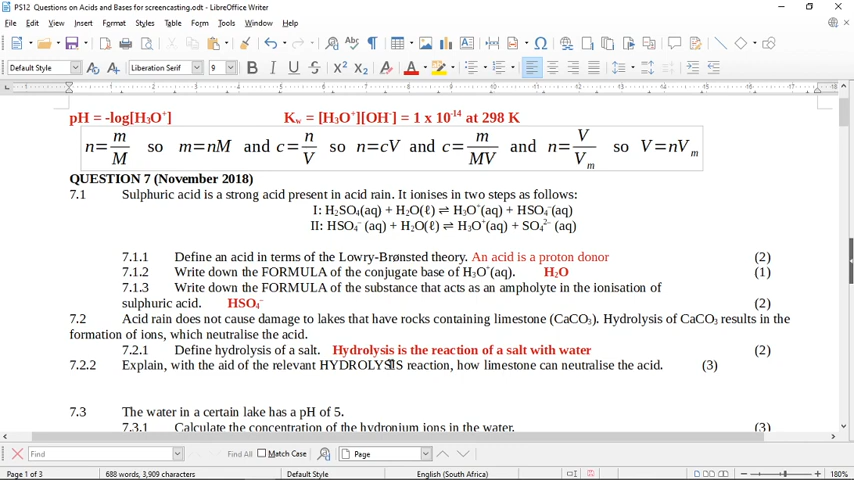 PS12 Questions on Acids and Bases for screencasting.odt - LibreOffice Writer
File Edit View Insert Format Styles Table Form Tools Window Help
Default Style Liberation Serif 9
pH = -log[H₃O⁺] Kw = [H₃O⁺][OH⁻] = 1 x 10⁻¹⁴ at 298 K
n=m/M so m=nM and c=n/V so n=cV and c=m/MV and n=V/Vₘ so V=nVₘ
QUESTION 7 (November 2018)
7.1 Sulphuric acid is a strong acid present in acid rain. It ionises in two steps as follows:
I: H₂SO₄(aq) + H₂O(ℓ) ⇌ H₃O⁺(aq) + HSO₄⁻(aq)
II: HSO₄⁻ (aq) + H₂O(ℓ) ⇌ H₃O⁺(aq) + SO₄²⁻ (aq)
7.1.1 Define an acid in terms of the Lowry-Brønsted theory. An acid is a proton donor (2)
7.1.2 Write down the FORMULA of the conjugate base of H₃O⁺(aq). H₂O (1)
7.1.3 Write down the FORMULA of the substance that acts as an ampholyte in the ionisation of
sulphuric acid. HSO₄⁻ (2)
7.2 Acid rain does not cause damage to lakes that have rocks containing limestone (CaCO₃). Hydrolysis of CaCO₃ results in the
formation of ions, which neutralise the acid.
7.2.1 Define hydrolysis of a salt. Hydrolysis is the reaction of a salt with water (2)
7.2.2 Explain, with the aid of the relevant HYDROLYSIS reaction, how limestone can neutralise the acid. (3)
7.3 The water in a certain lake has a pH of 5.
7.3.1 Calculate the concentration of the hydronium ions in the water. (3)
Find Find All Match Case Page
Page 1 of 3 688 words, 3,909 characters Default Style English (South Africa) 180%